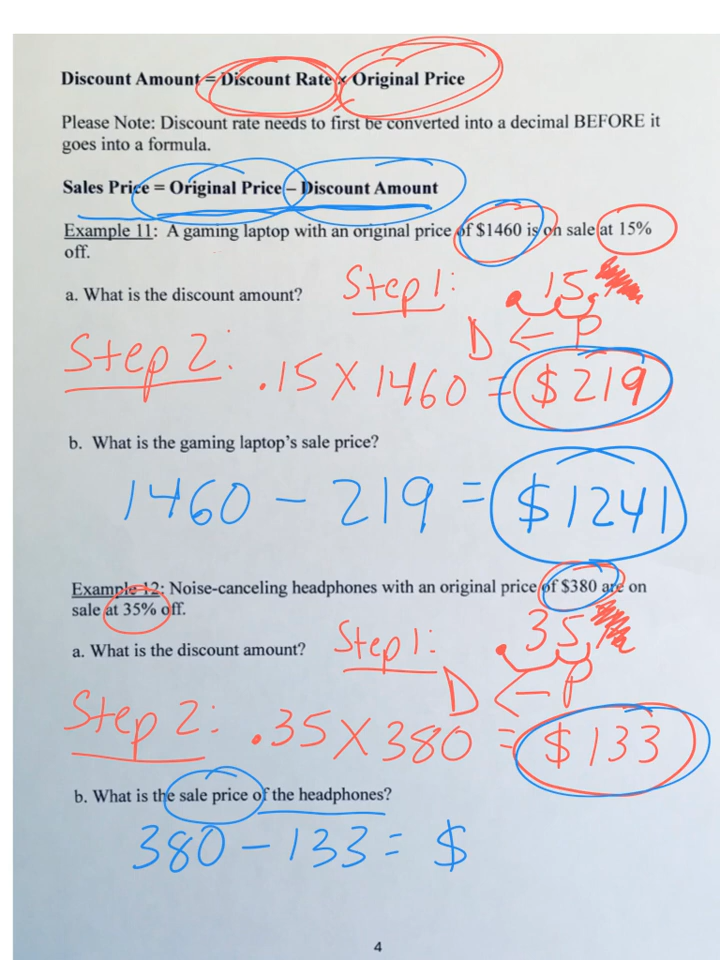 Discount Amount = Discount Rate × Original Price
Please Note: Discount rate needs to first be converted into a decimal BEFORE it
goes into a formula.
Sales Price = Original Price – Discount Amount
Example 11: A gaming laptop with an original price of $1460 is on sale at 15%
off.
a. What is the discount amount? Step 1: .15.
D ← P
Step 2: .15 X 1460 = $219
b. What is the gaming laptop's sale price?
1460 - 219 = $1241
Example 12: Noise-canceling headphones with an original price of $380 are on
sale at 35% off.
a. What is the discount amount? Step 1: .35.
D ← P
Step 2: .35 X 380 = $133
b. What is the sale price of the headphones?
380 - 133 = $
4